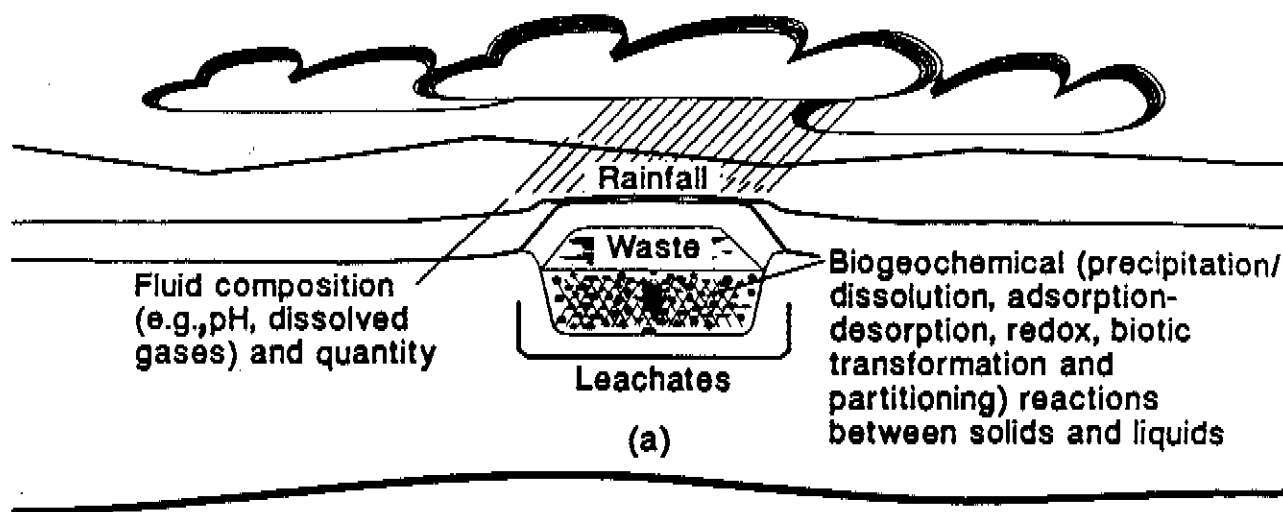 Rainfall
Waste
Fluid composition
(e.g.,pH, dissolved
gases) and quantity
Biogeochemical (precipitation/
dissolution, adsorption-
desorption, redox, biotic
transformation and
partitioning) reactions
between solids and liquids
Leachates
(a)